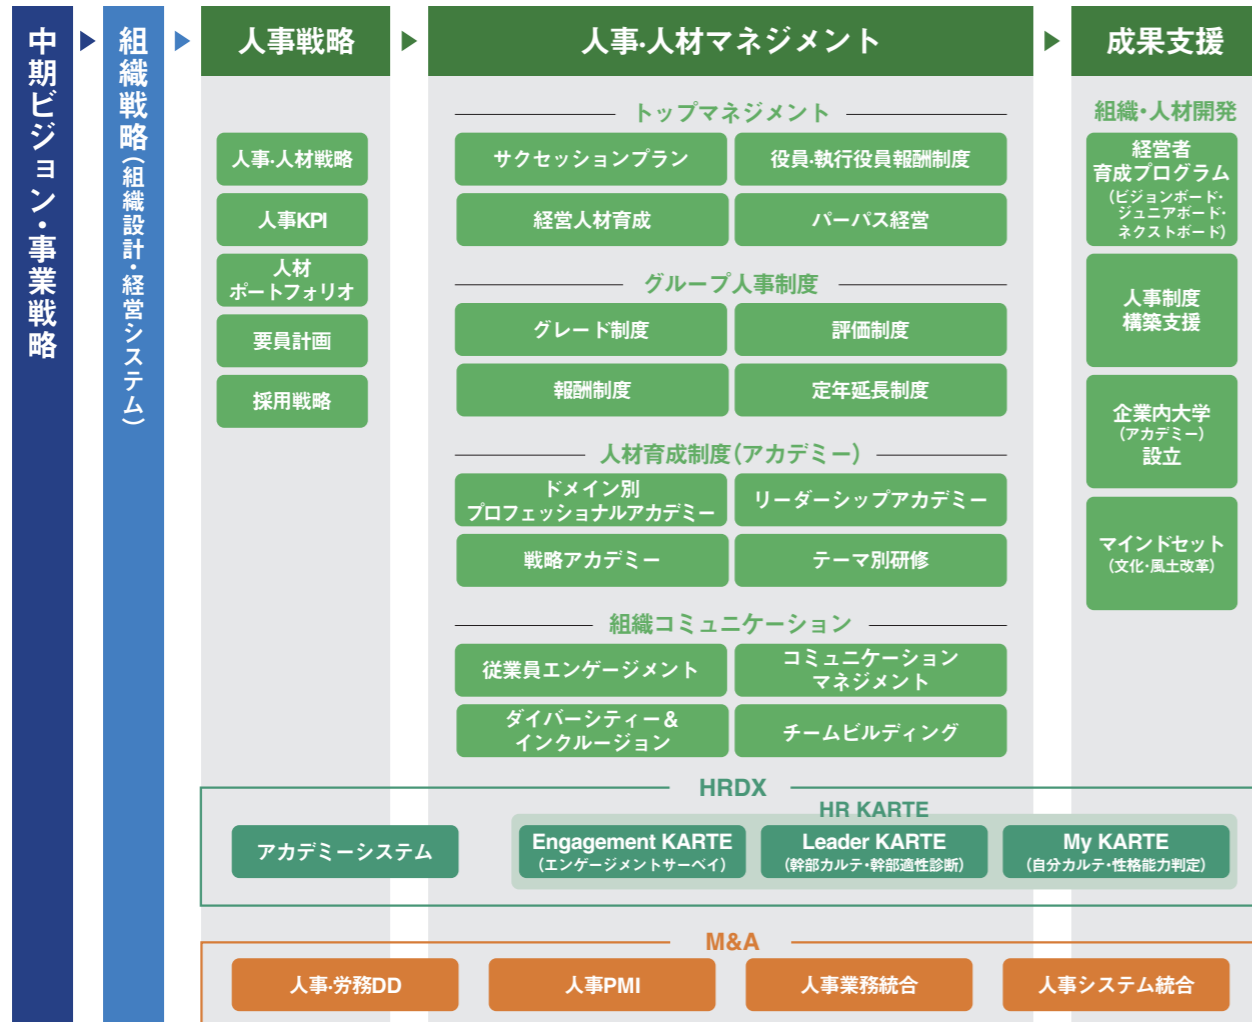 中期ビジョン・事業戦略
組織戦略(組織設計・経営システム)
人事戦略
人事・人材戦略
人事KPI
人材
ポートフォリオ
要員計画
採用戦略
人事・人材マネジメント
トップマネジメント
サクセッションプラン
役員・執行役員報酬制度
経営人材育成
パーパス経営
グループ人事制度
グレード制度
評価制度
報酬制度
定年延長制度
人材育成制度(アカデミー)
ドメイン別
プロフェッショナルアカデミー
リーダーシップアカデミー
戦略アカデミー
テーマ別研修
組織コミュニケーション
従業員エンゲージメント
コミュニケーション
マネジメント
ダイバーシティー&
インクルージョン
チームビルディング
成果支援
組織・人材開発
経営者
育成プログラム
(ビジョンボード・
ジュニアボード・
ネクストボード)
人事制度
構築支援
企業内大学
(アカデミー)
設立
マインドセット
(文化・風土改革)
HRDX
アカデミーシステム
HR KARTE
Engagement KARTE
(エンゲージメントサーベイ)
Leader KARTE
(幹部カルテ・幹部適性診断)
My KARTE
(自分カルテ・性格能力判定)
M&A
人事・労務DD
人事PMI
人事業務統合
人事システム統合